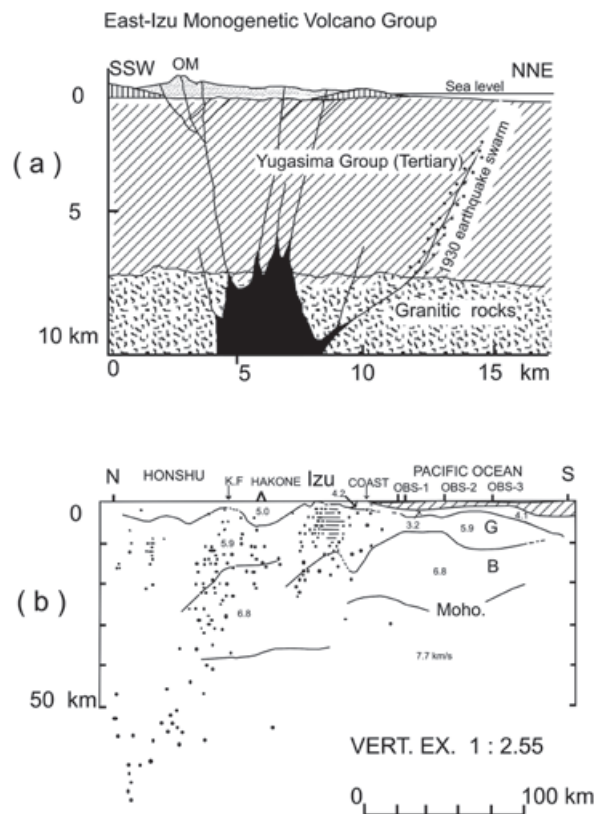 East-Izu Monogenetic Volcano Group
SSW OM NNE
Sea level
0
( a )
Yugasima Group (Tertiary)
1930 earthquake swarm
5
Granitic rocks
10 km
0 5 10 15 km
N HONSHU K.F HAKONE Izu COAST PACIFIC OCEAN S
OBS-1 OBS-2 OBS-3
4.2
0
5.0 4.1
3.2 5.9 G
5.9
B
6.8
( b )
6.8 Moho.
7.7 km/s
50 km
VERT. EX. 1 : 2.55
0 100 km